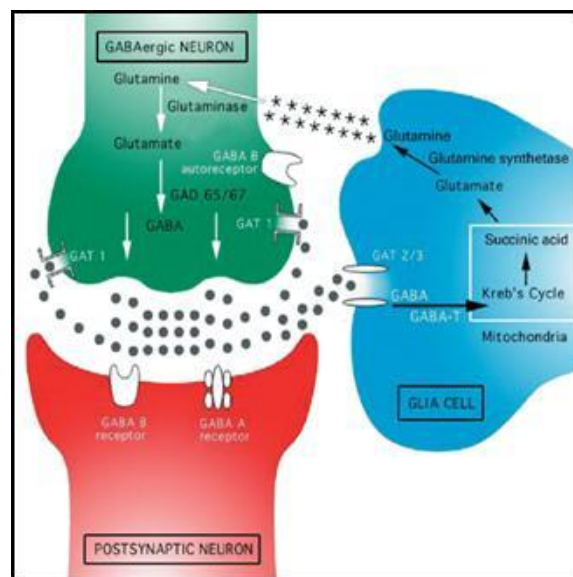 GABAergic NEURON
Glutamine
Glutaminase
Glutamate
GABA B
autoreceptor
GAD 65/67
GABA
GAT 1
GAT 1
Glutamine
Glutamine synthetase
Glutamate
Succinic acid
GAT 2/3
GABA
Kreb's Cycle
GABA-T
Mitochondria
GLIA CELL
GABA B
receptor
GABA A
receptor
POSTSYNAPTIC NEURON